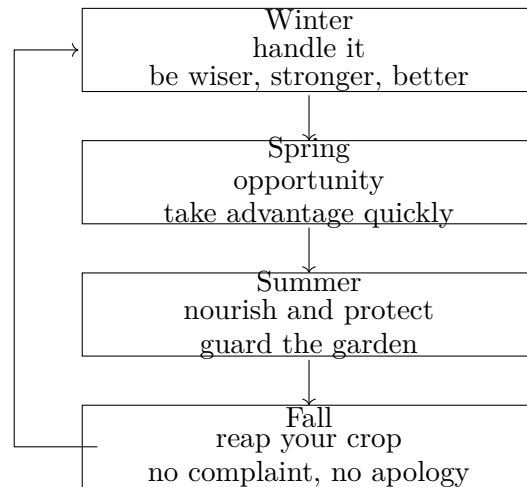 Winter
handle it
be wiser, stronger, better
Spring
opportunity
take advantage quickly
Summer
nourish and protect
guard the garden
Fall
reap your crop
no complaint, no apology